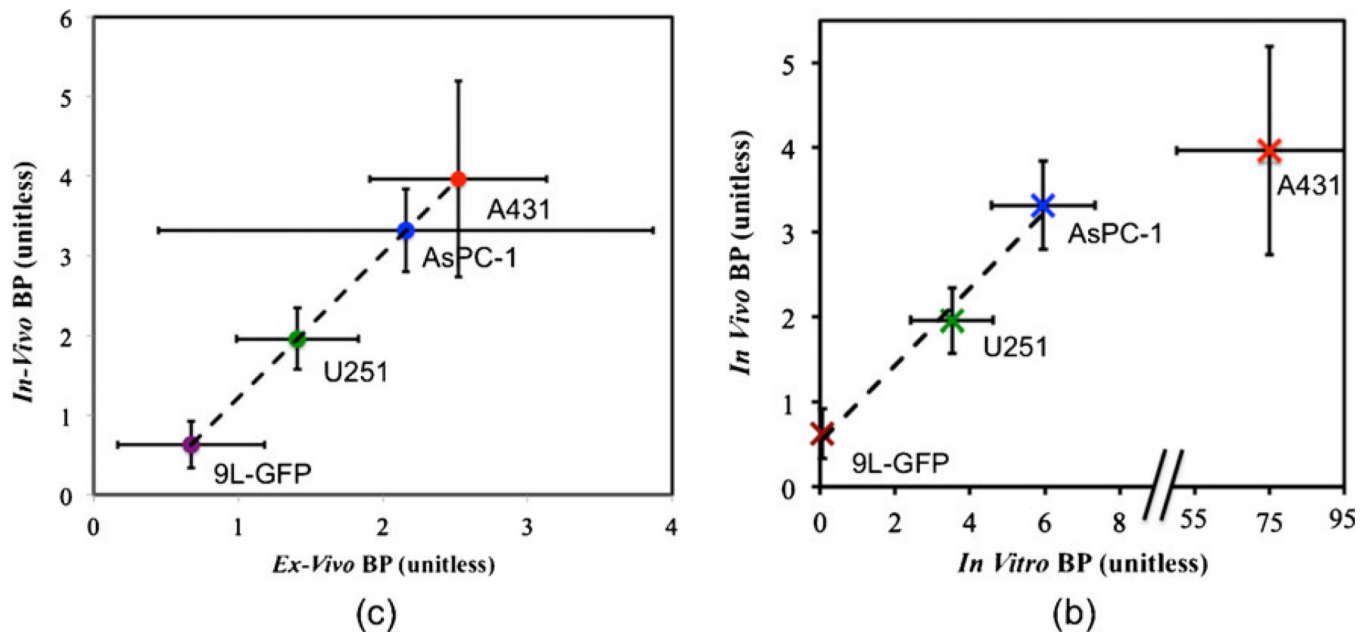 6
5
4
3
2
1
0
In-Vivo BP (unitless)
A431
AsPC-1
U251
9L-GFP
0 1 2 3 4
Ex-Vivo BP (unitless)
(c)
5
4
3
2
1
0
In Vivo BP (unitless)
A431
AsPC-1
U251
9L-GFP
0 2 4 6 8 55 75 95
In Vitro BP (unitless)
(b)